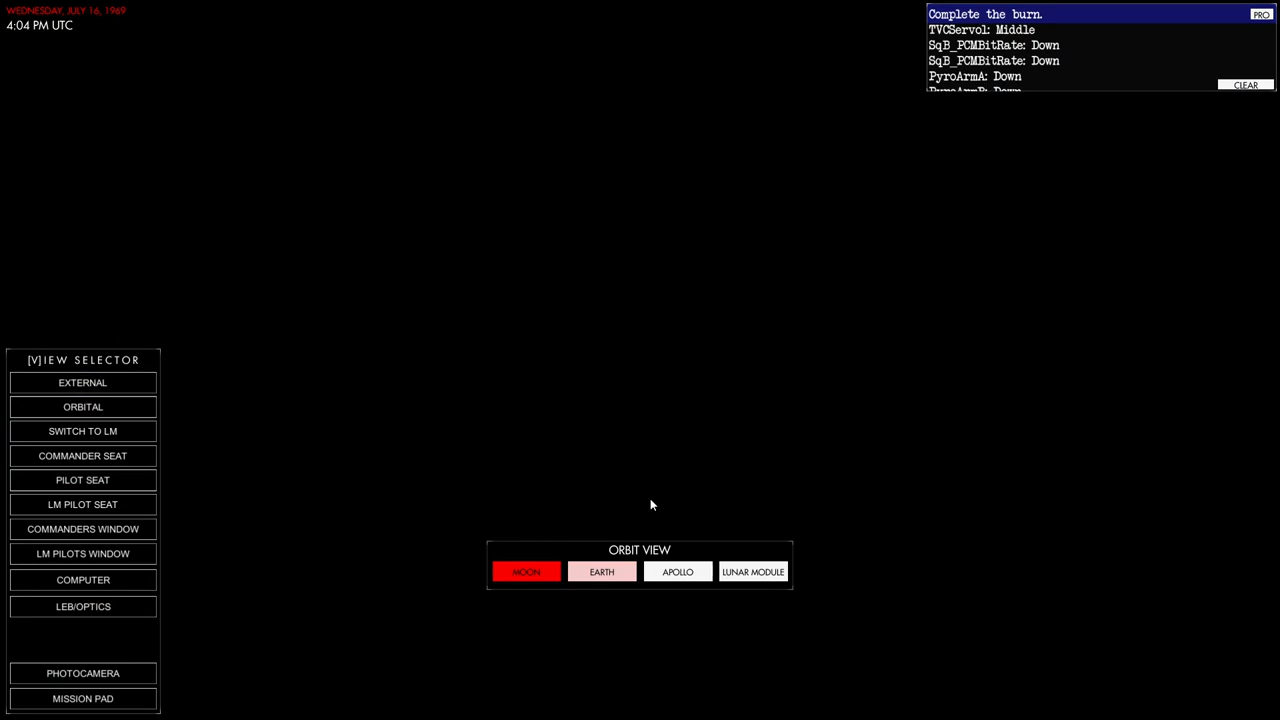 WEDNESDAY, JULY 16, 1969
4:04 PM UTC
Complete the burn.
PRO
TVCServo1: Middle
SqB_PCMBitRate: Down
SqB_PCMBitRate: Down
PyroArmA: Down
PyroArmB: Down
CLEAR
[V]IEW SELECTOR
EXTERNAL
ORBITAL
SWITCH TO LM
COMMANDER SEAT
PILOT SEAT
LM PILOT SEAT
COMMANDERS WINDOW
LM PILOTS WINDOW
COMPUTER
LEB/OPTICS
PHOTOCAMERA
MISSION PAD
ORBIT VIEW
MOON
EARTH
APOLLO
LUNAR MODULE